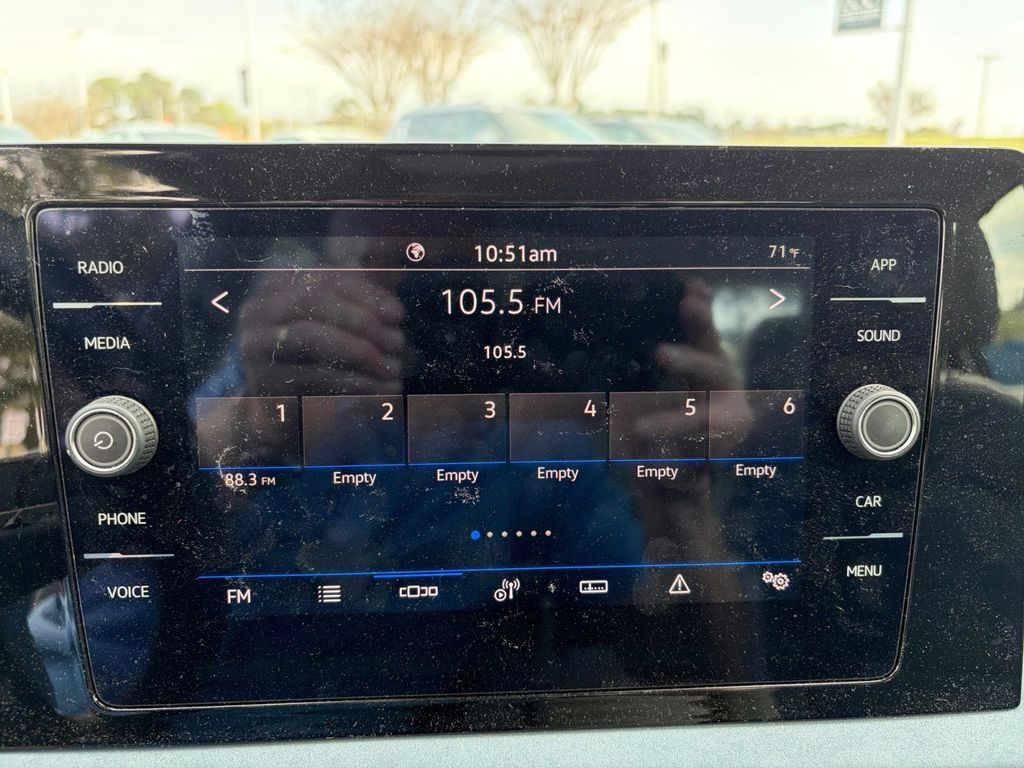 10:51am
71°F
RADIO
APP
105.5 FM
MEDIA
SOUND
105.5
1
2
3
4
5
6
88.3 FM
Empty
Empty
Empty
Empty
Empty
PHONE
CAR
VOICE
MENU
FM